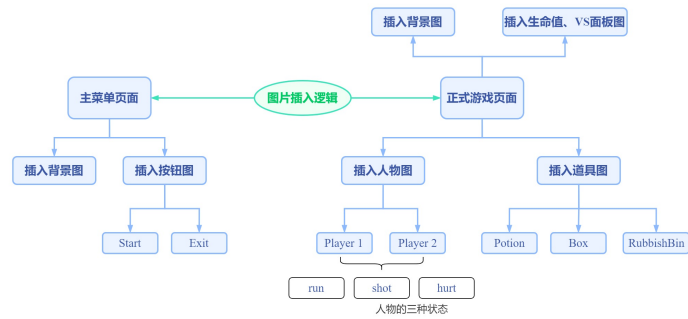 插入背景图
插入生命值、VS面板图
主菜单页面
图片插入逻辑
正式游戏页面
插入背景图
插入按钮图
插入人物图
插入道具图
Start
Exit
Player 1
Player 2
Potion
Box
RubbishBin
run
shot
hurt
人物的三种状态